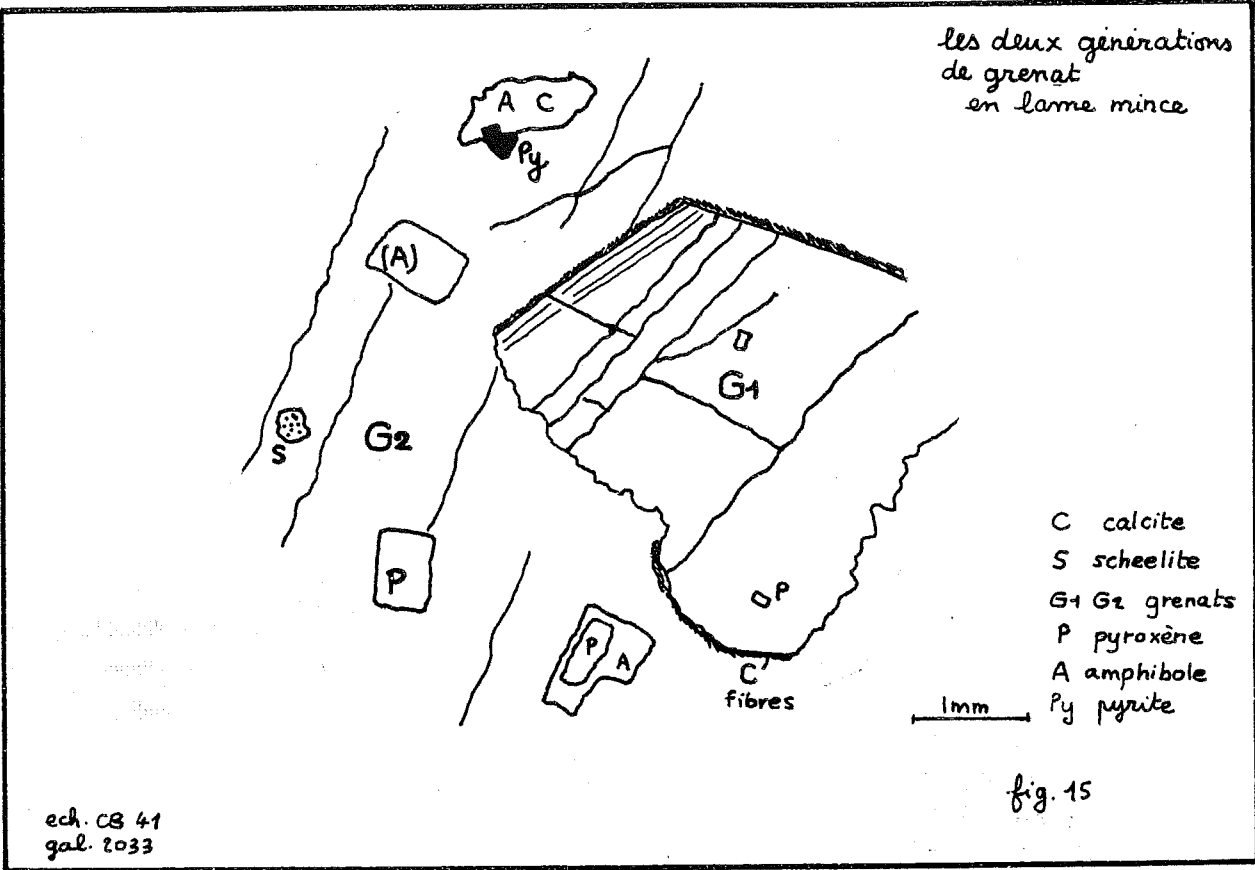 les deux générations
de grenat
en lame mince
A C
Py
(A)
G1
G2
S
P
P
P A
C
fibres
C calcite
S scheelite
G1 G2 grenats
P pyroxène
A amphibole
Py pyrite
1mm
fig. 15
ech. CB 41
gal. 2033